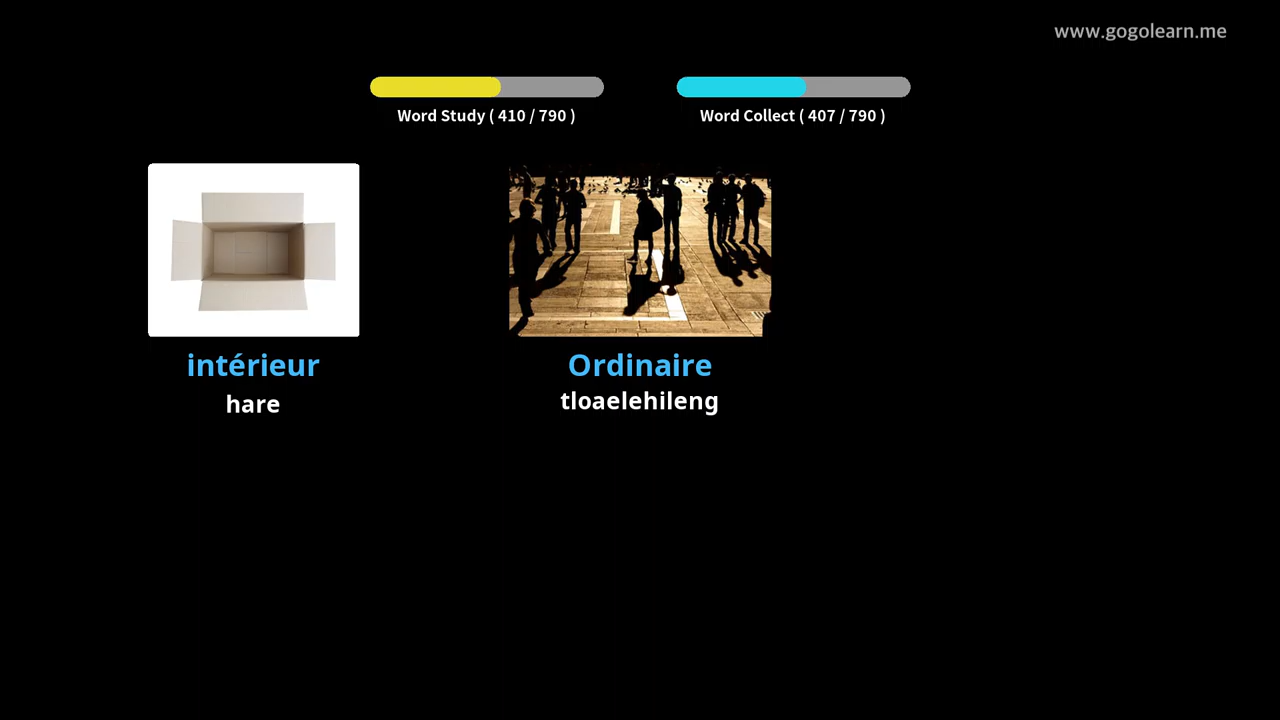 www.gogolearn.me
Word Study ( 410 / 790 )
Word Collect ( 407 / 790 )
intérieur
hare
Ordinaire
tloaelehileng